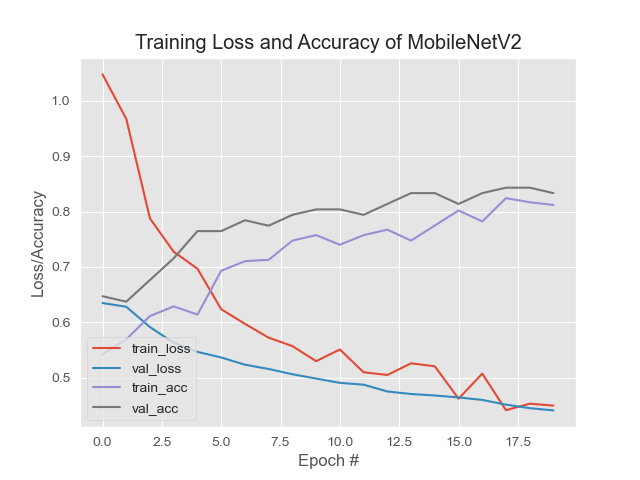 Training Loss and Accuracy of MobileNetV2
Loss/Accuracy
1.0
0.9
0.8
0.7
0.6
0.5
train_loss
val_loss
train_acc
val_acc
0.0 2.5 5.0 7.5 10.0 12.5 15.0 17.5
Epoch #